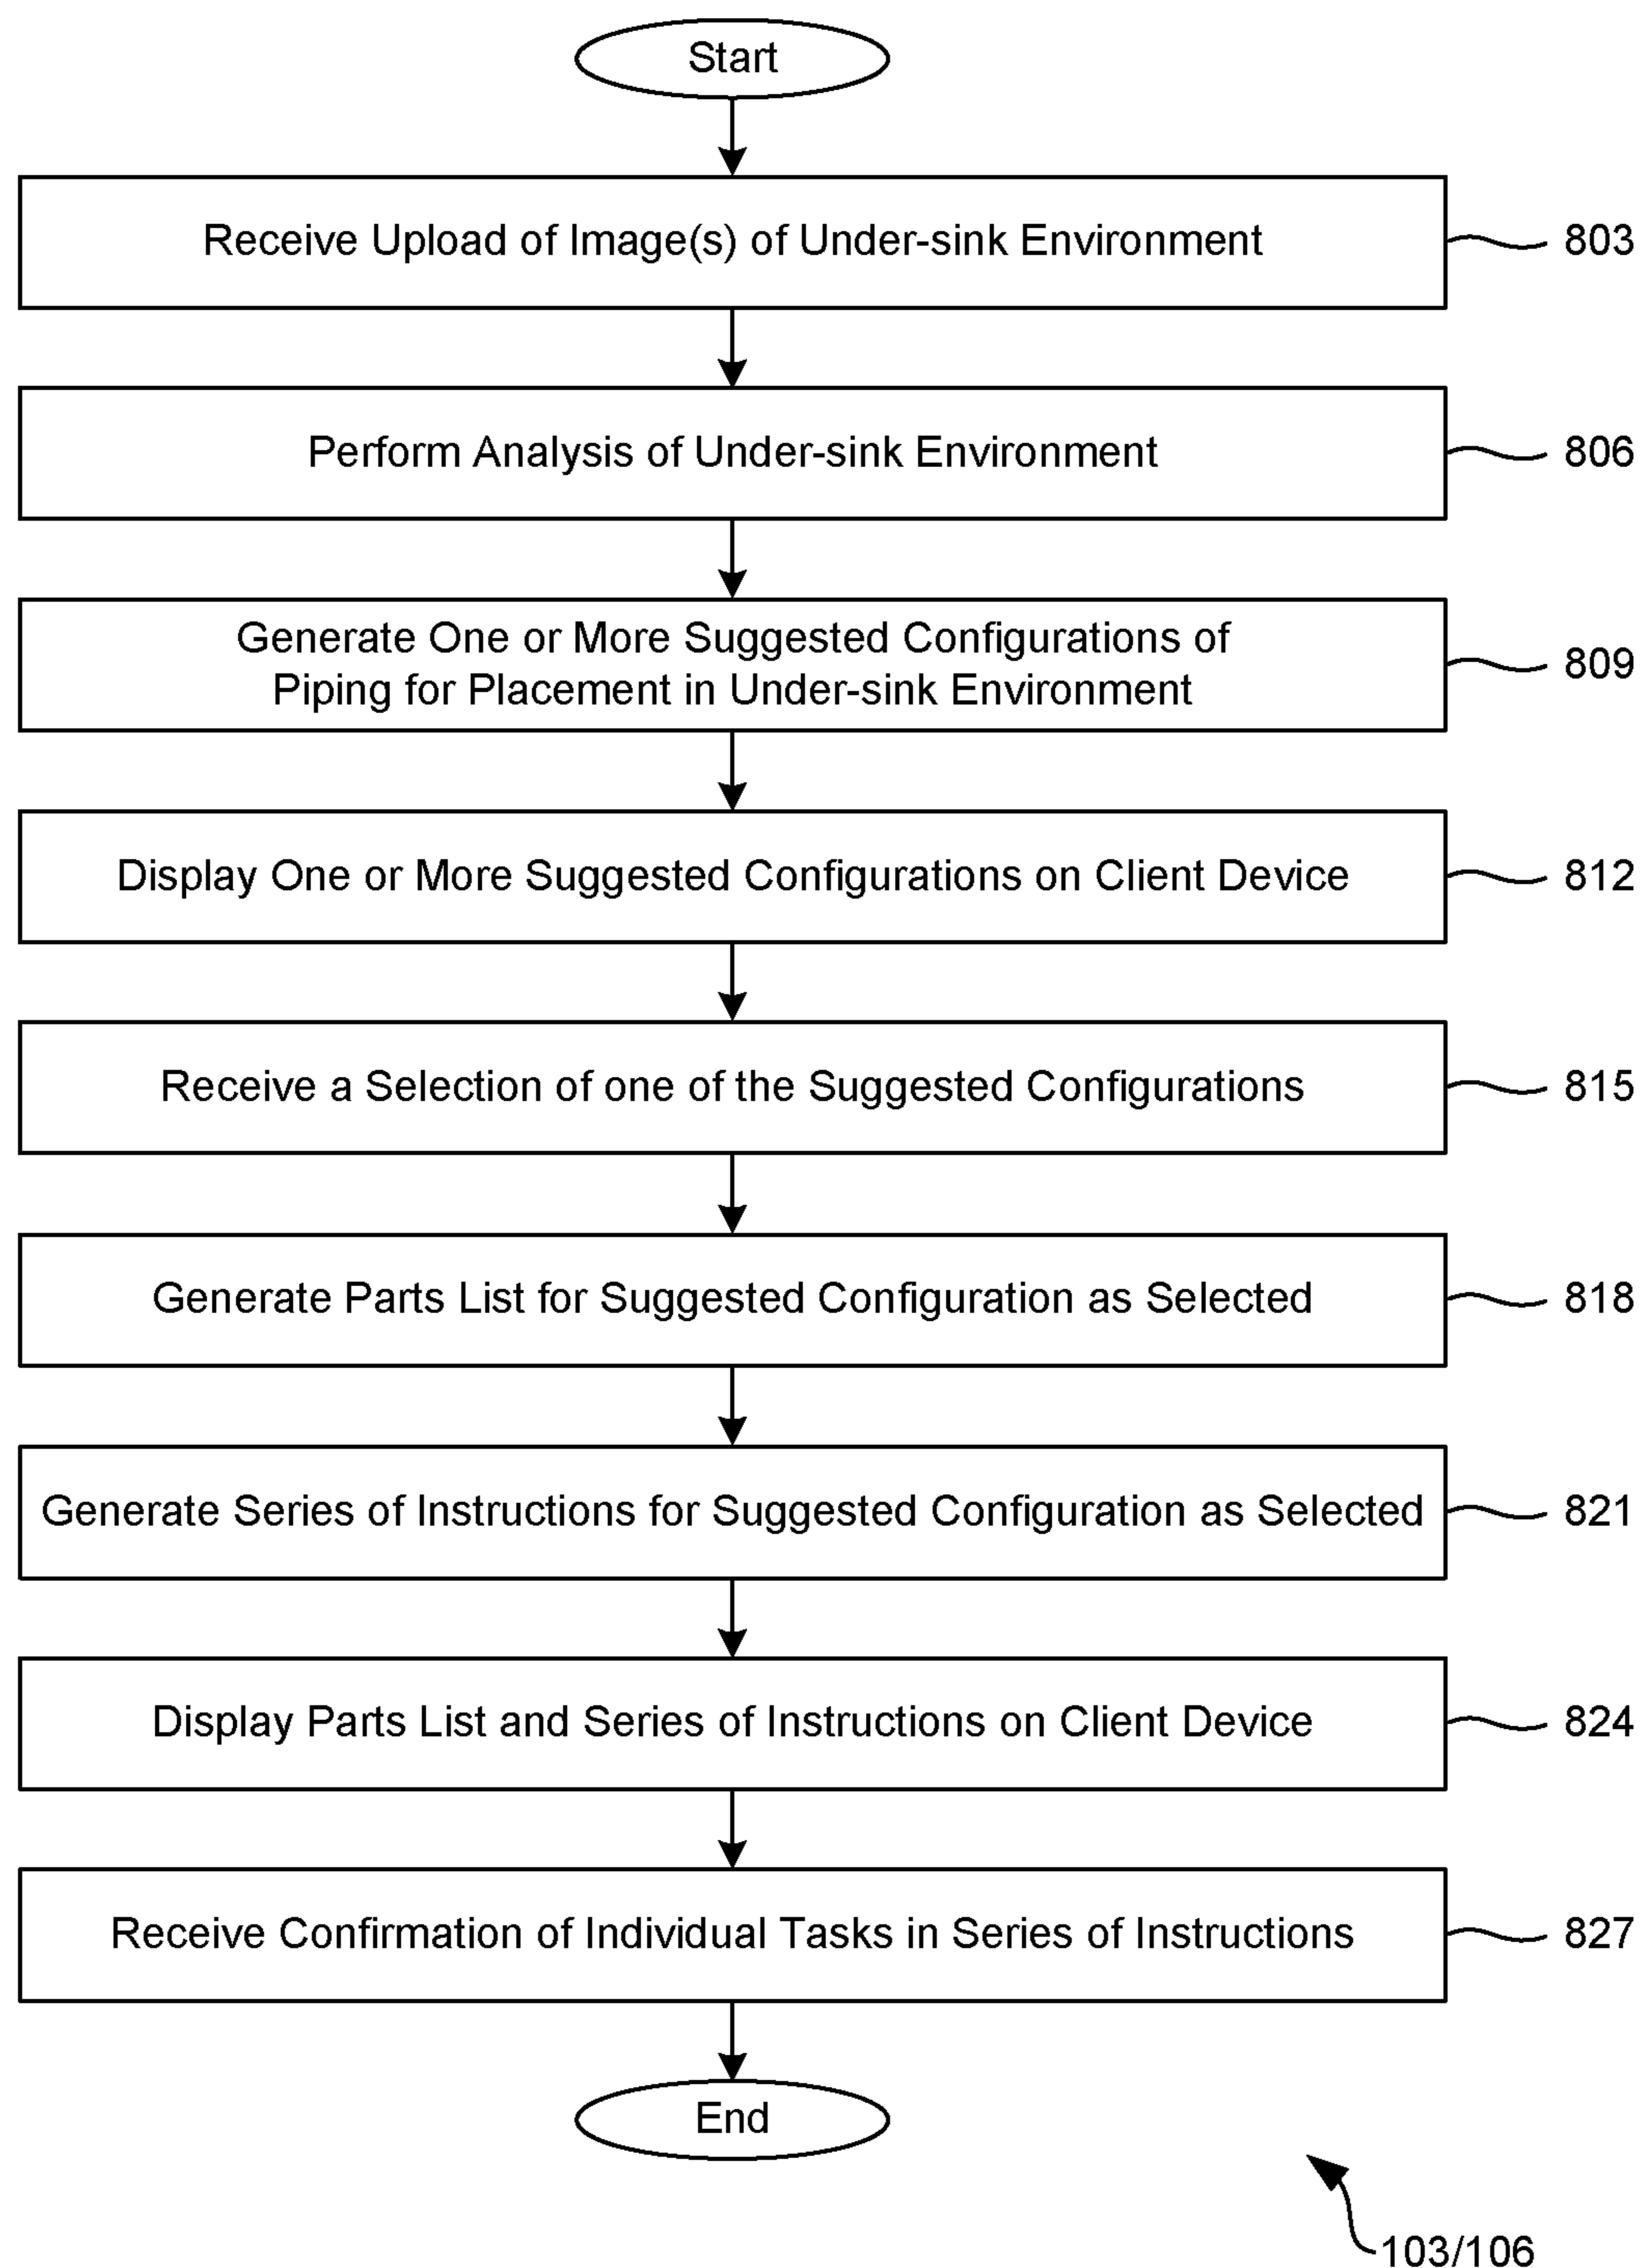 Start
Receive Upload of Image(s) of Under-sink Environment
803
Perform Analysis of Under-sink Environment
806
Generate One or More Suggested Configurations of
Piping for Placement in Under-sink Environment
809
Display One or More Suggested Configurations on Client Device
812
Receive a Selection of one of the Suggested Configurations
815
Generate Parts List for Suggested Configuration as Selected
818
Generate Series of Instructions for Suggested Configuration as Selected
821
Display Parts List and Series of Instructions on Client Device
824
Receive Confirmation of Individual Tasks in Series of Instructions
827
End
103/106